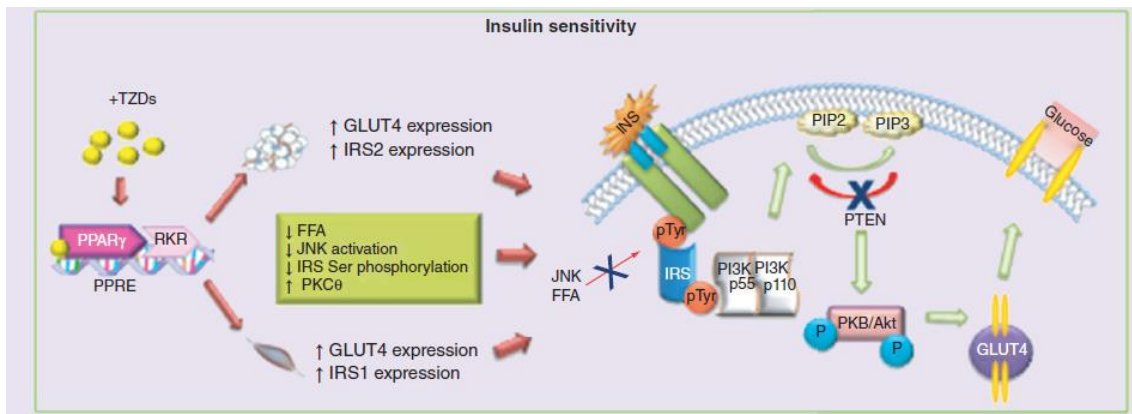 Insulin sensitivity
+TZDs
PPARγ
RKR
PPRE
↑ GLUT4 expression
↑ IRS2 expression
↓ FFA
↓ JNK activation
↓ IRS Ser phosphorylation
↑ PKCθ
↑ GLUT4 expression
↑ IRS1 expression
JNK
FFA
INS
pTyr
IRS
pTyr
PI3K
p55
PI3K
p110
PIP2
PIP3
PTEN
P
PKB/Akt
P
Glucose
GLUT4